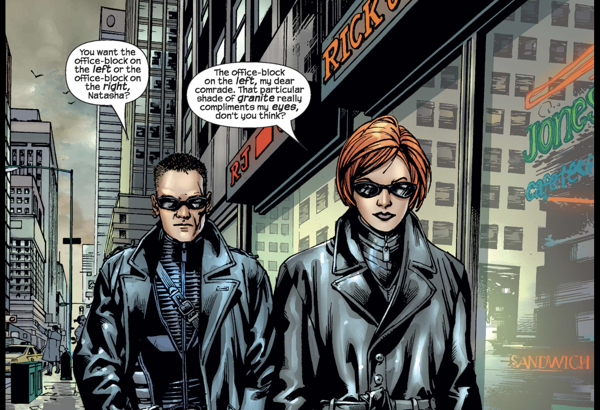 You want the
office-block on
the left or the
office-block on
the right,
Natasha?
The office-block
on the left, my dear
comrade. That particular
shade of granite really
compliments my eyes,
don't you think?
RICK
RJ
Jones
SANDWICH